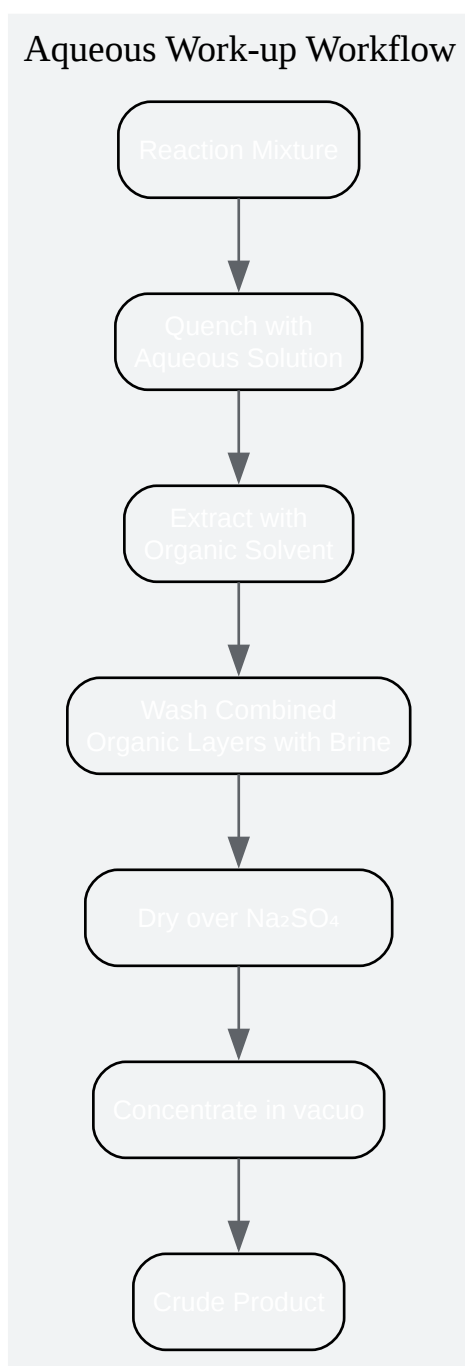 Aqueous Work-up Workflow
Reaction Mixture
Quench with
Aqueous Solution
Extract with
Organic Solvent
Wash Combined
Organic Layers with Brine
Dry over Na₂SO₄
Concentrate in vacuo
Crude Product